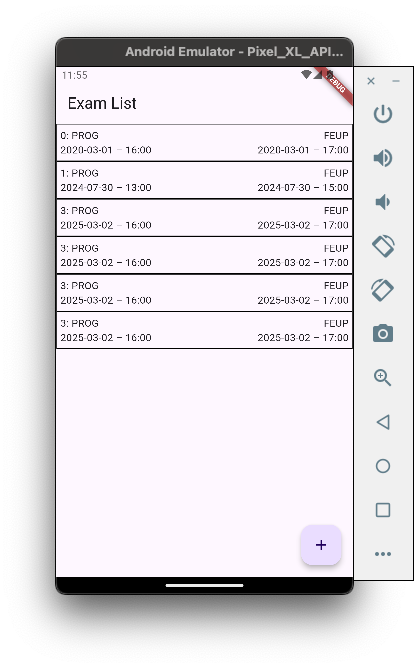 Android Emulator - Pixel_XL_API...
11:55
DEBUG
Exam List
0: PROG FEUP
2020-03-01 – 16:00 2020-03-01 – 17:00
1: PROG FEUP
2024-07-30 – 13:00 2024-07-30 – 15:00
3: PROG FEUP
2025-03-02 – 16:00 2025-03-02 – 17:00
3: PROG FEUP
2025-03-02 – 16:00 2025-03-02 – 17:00
3: PROG FEUP
2025-03-02 – 16:00 2025-03-02 – 17:00
3: PROG FEUP
2025-03-02 – 16:00 2025-03-02 – 17:00